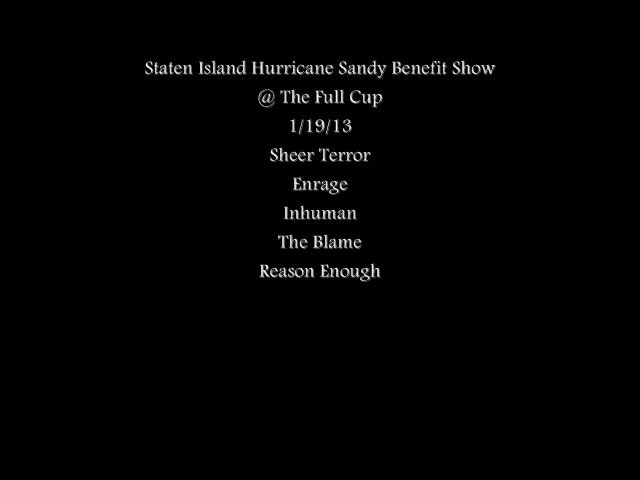 Staten Island Hurricane Sandy Benefit Show
@ The Full Cup
1/19/13
Sheer Terror
Enrage
Inhuman
The Blame
Reason Enough